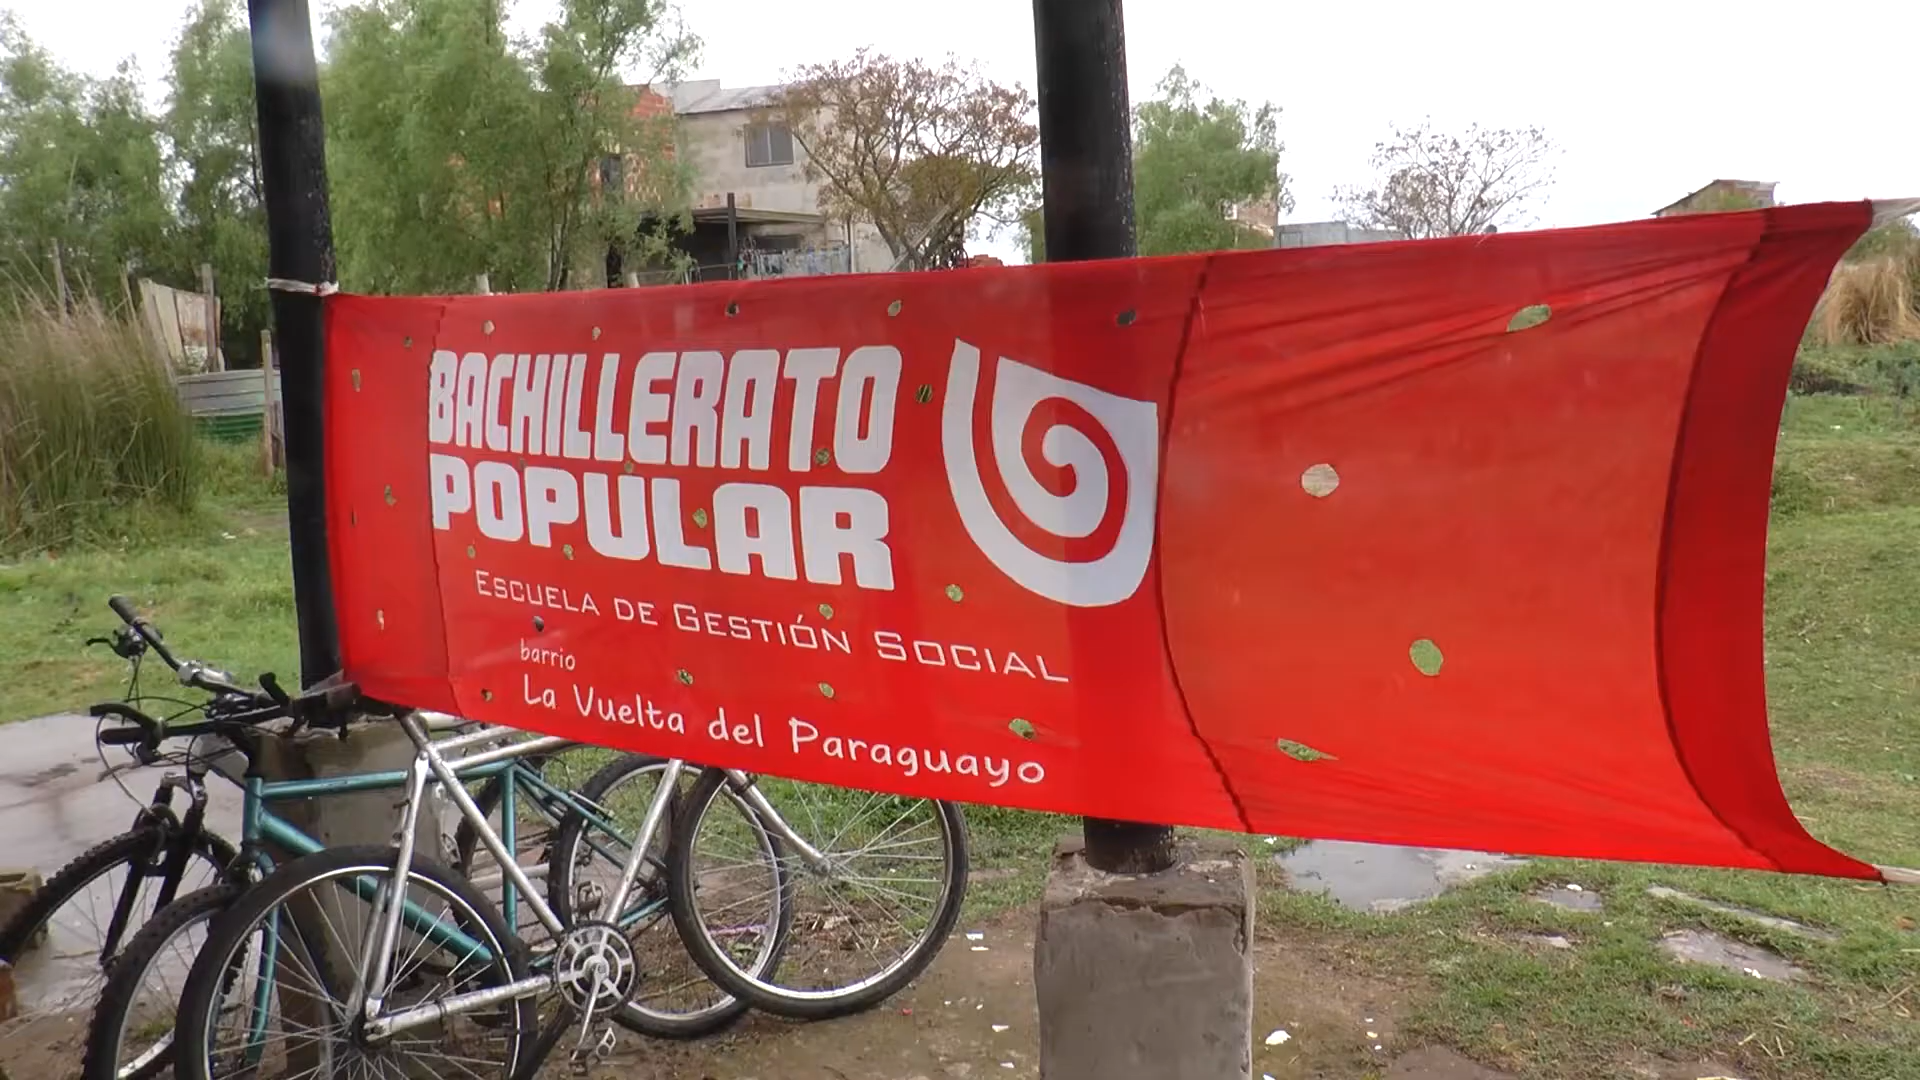 BACHILLERATO
POPULAR
ESCUELA DE GESTIÓN SOCIAL
barrio
La Vuelta del Paraguayo